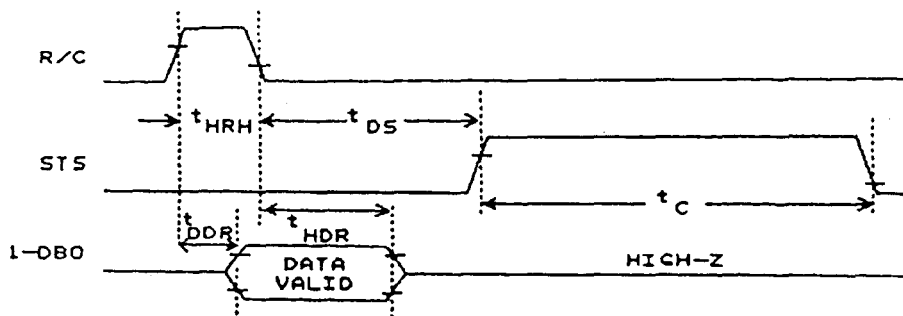 R/C
tHRH
tDS
STS
tC
tDDR
tHDR
1-DB0
DATA
VALID
HIGH-Z